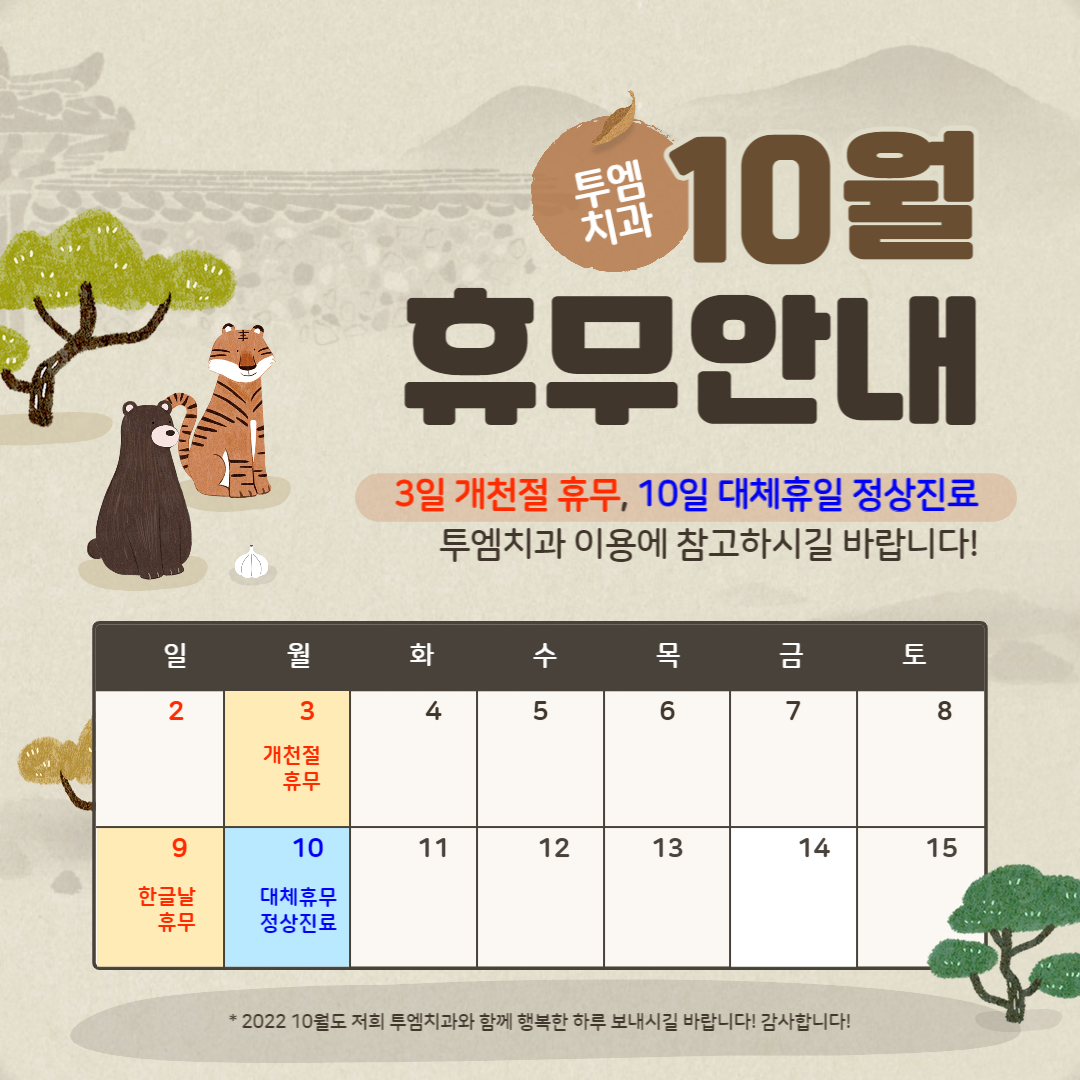 투엠
치과
10월
휴무안내
3일 개천절 휴무, 10일 대체휴일 정상진료
투엠치과 이용에 참고하시길 바랍니다!
일 월 화 수 목 금 토
2 3 4 5 6 7 8
개천절
휴무
9 10 11 12 13 14 15
한글날 대체휴무
휴무 정상진료
* 2022 10월도 저희 투엠치과와 함께 행복한 하루 보내시길 바랍니다! 감사합니다!